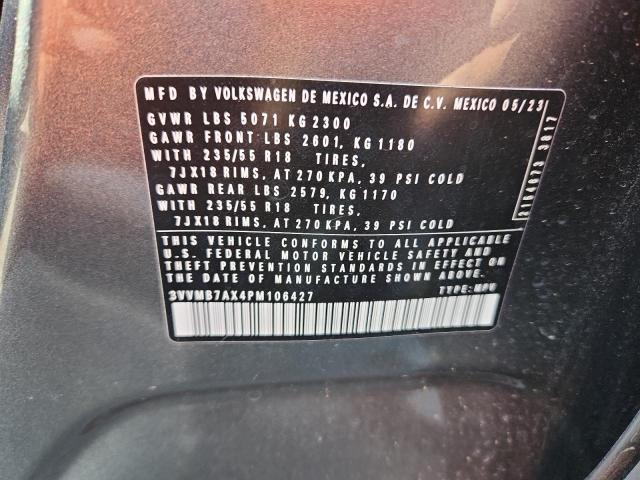 MFD BY VOLKSWAGEN DE MEXICO S.A. DE C.V. MEXICO 05/23
GVWR LBS 5071 KG 2300
GAWR FRONT LBS 2601, KG 1180
WITH 235/55 R18 TIRES,
7JX18 RIMS, AT 270 KPA, 39 PSI COLD
GAWR REAR LBS 2579, KG 1170
WITH 235/55 R18 TIRES,
7JX18 RIMS, AT 270 KPA, 39 PSI COLD
THIS VEHICLE CONFORMS TO ALL APPLICABLE
U.S. FEDERAL MOTOR VEHICLE SAFETY AND
THEFT PREVENTION STANDARDS IN EFFECT ON
THE DATE OF MANUFACTURE SHOWN ABOVE.
3VVMB7AX4PM106427 TYPE: MPV
3017